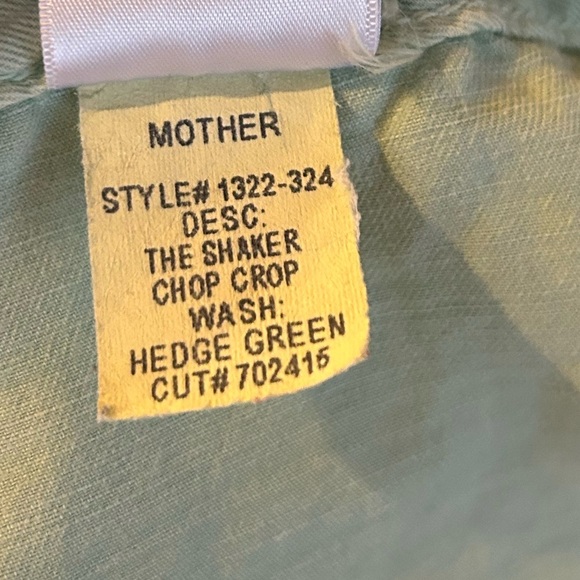 MOTHER
STYLE# 1322-324
DESC:
THE SHAKER
CHOP CROP
WASH:
HEDGE GREEN
CUT# 702415